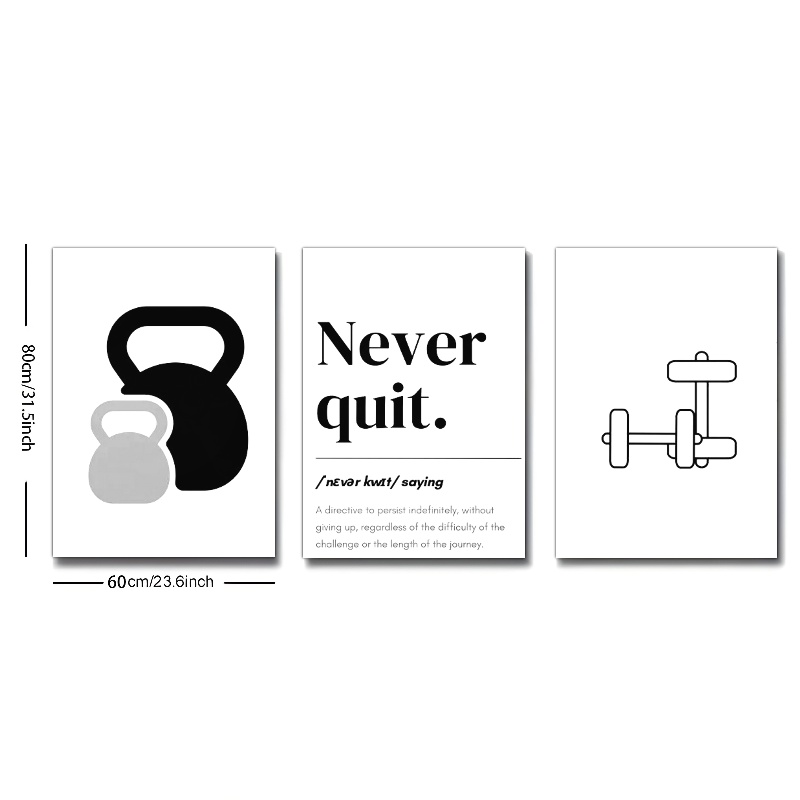 80cm/31.5inch
Never
quit.
/ˈnɛvər kwɪt/ saying
A directive to persist indefinitely, without
giving up, regardless of the difficulty of the
challenge or the length of the journey.
60cm/23.6inch